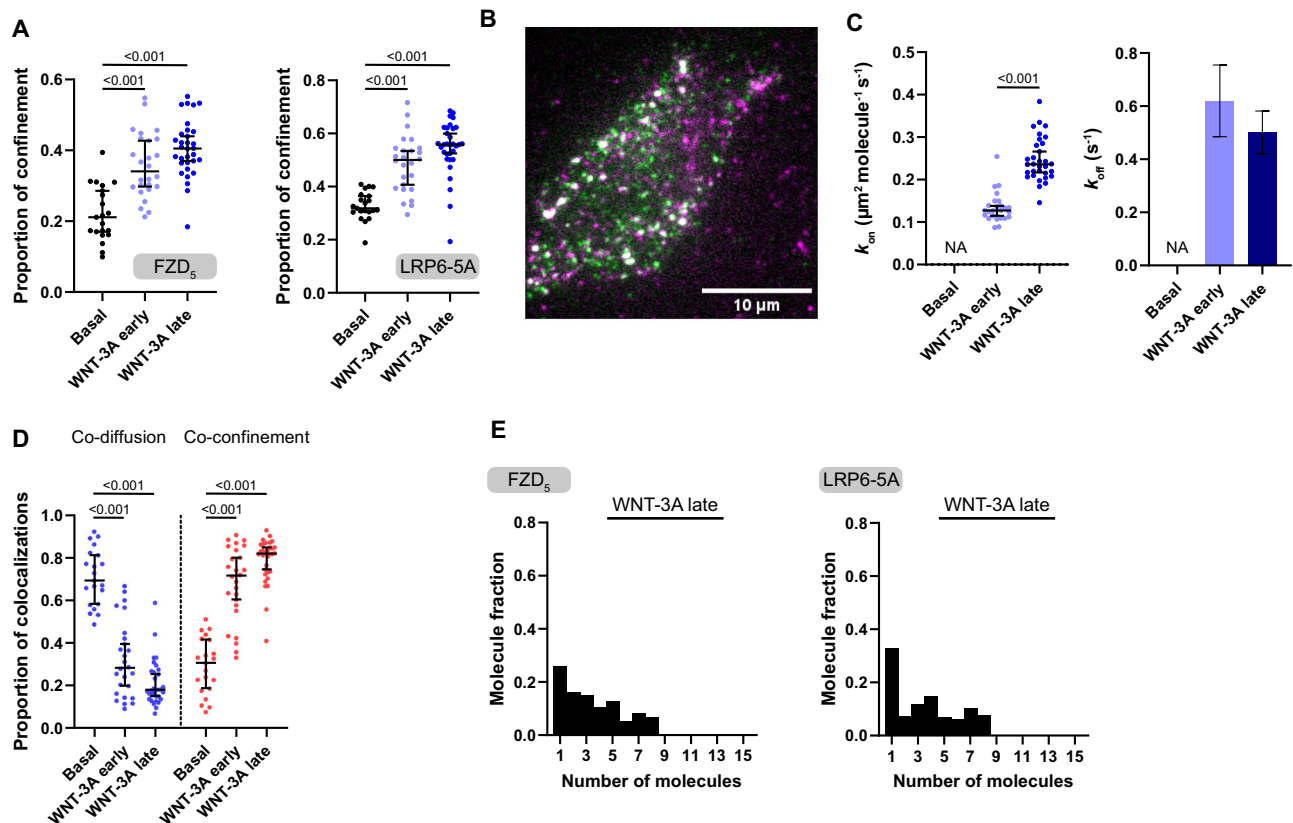 A
Proportion of confinement
0.6
0.4
0.2
0.0
<0.001
<0.001
FZD5
Basal
WNT-3A early
WNT-3A late
Proportion of confinement
0.8
0.6
0.4
0.2
0.0
<0.001
<0.001
LRP6-5A
Basal
WNT-3A early
WNT-3A late
B
10 µm
C
kon (µm² molecule⁻¹ s⁻¹)
0.5
0.4
0.3
0.2
0.1
0.0
<0.001
NA
Basal
WNT-3A early
WNT-3A late
koff (s⁻¹)
0.8
0.6
0.4
0.2
0.0
NA
Basal
WNT-3A early
WNT-3A late
D
Co-diffusion Co-confinement
Proportion of colocalizations
1.0
0.8
0.6
0.4
0.2
0.0
<0.001
<0.001
<0.001
<0.001
Basal
WNT-3A early
WNT-3A late
Basal
WNT-3A early
WNT-3A late
E
FZD5
WNT-3A late
Molecule fraction
0.8
0.6
0.4
0.2
0.0
1 3 5 7 9 11 13 15
Number of molecules
LRP6-5A
WNT-3A late
Molecule fraction
0.8
0.6
0.4
0.2
0.0
1 3 5 7 9 11 13 15
Number of molecules